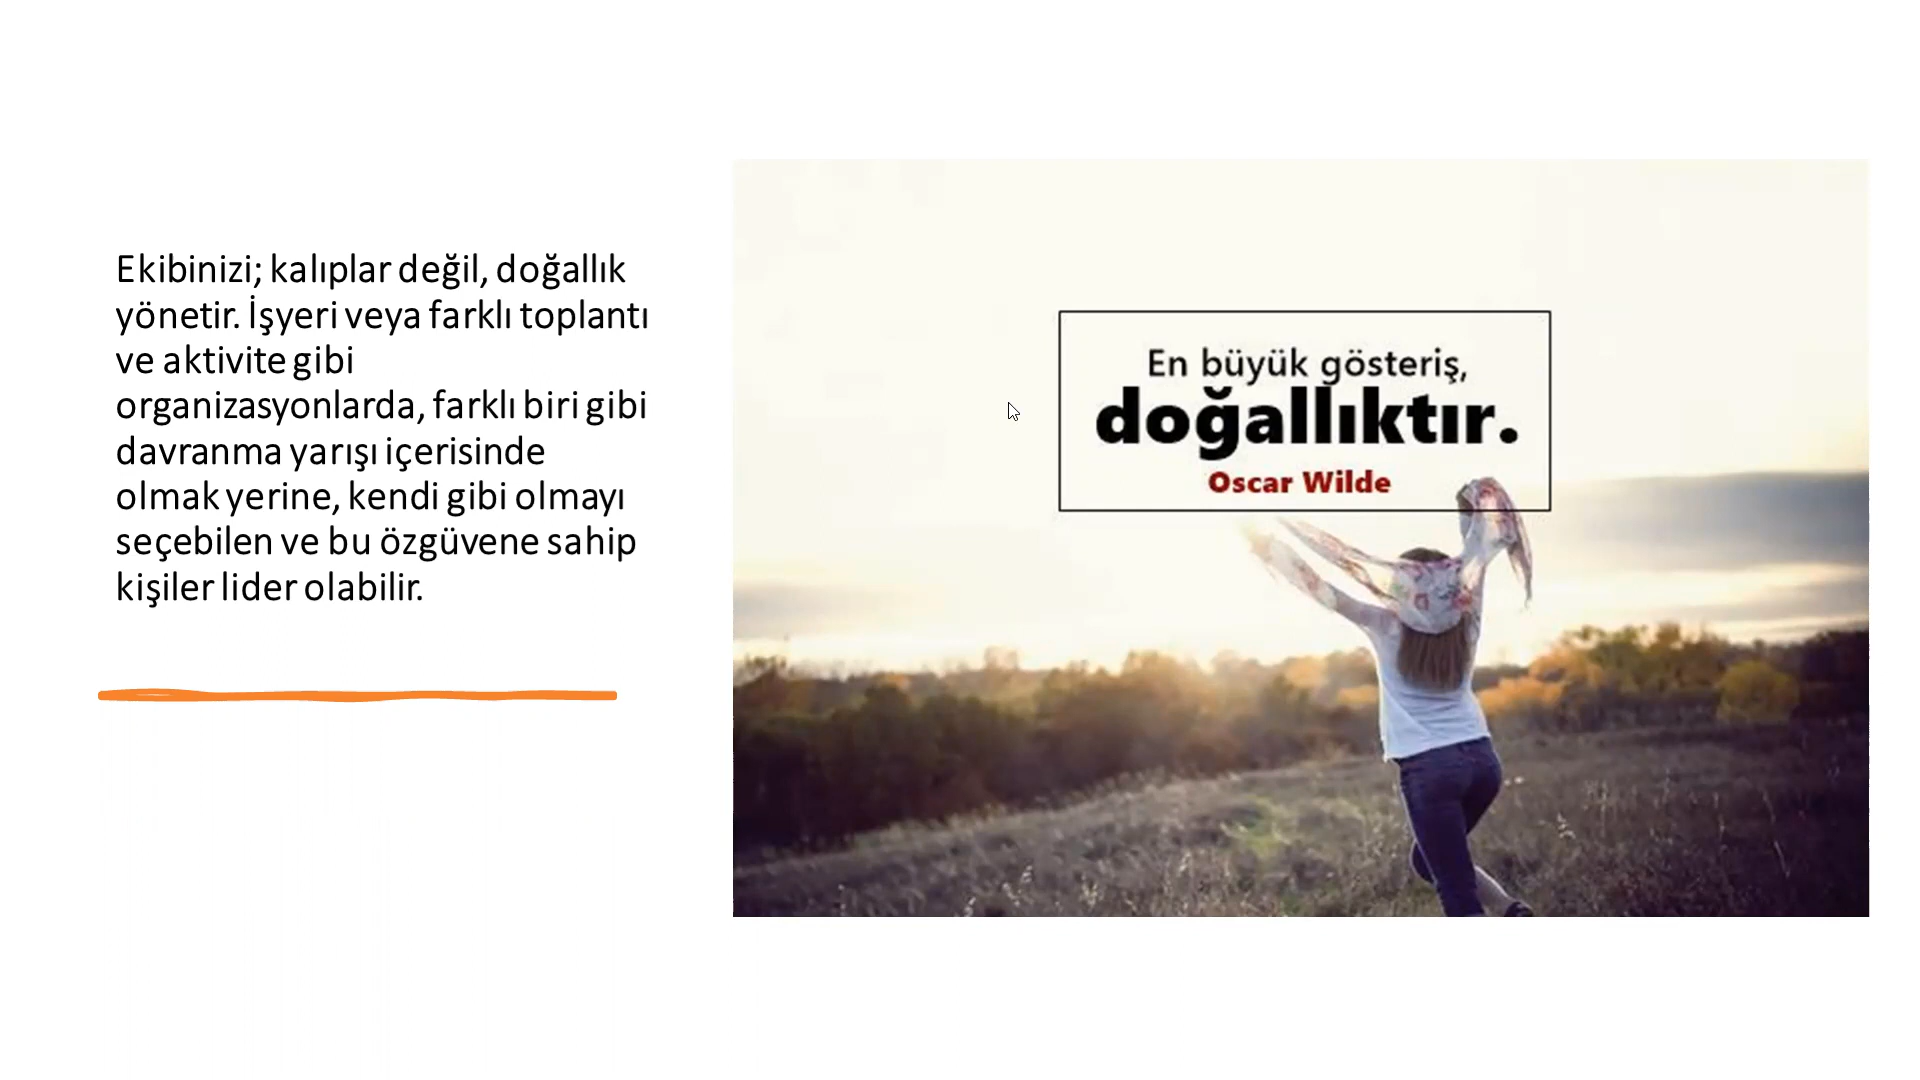 Ekibinizi; kalıplar değil, doğallık
yönetir. İşyeri veya farklı toplantı
ve aktivite gibi
organizasyonlarda, farklı biri gibi
davranma yarışı içerisinde
olmak yerine, kendi gibi olmayı
seçebilen ve bu özgüvene sahip
kişiler lider olabilir.
En büyük gösteriş,
doğallıktır.
Oscar Wilde